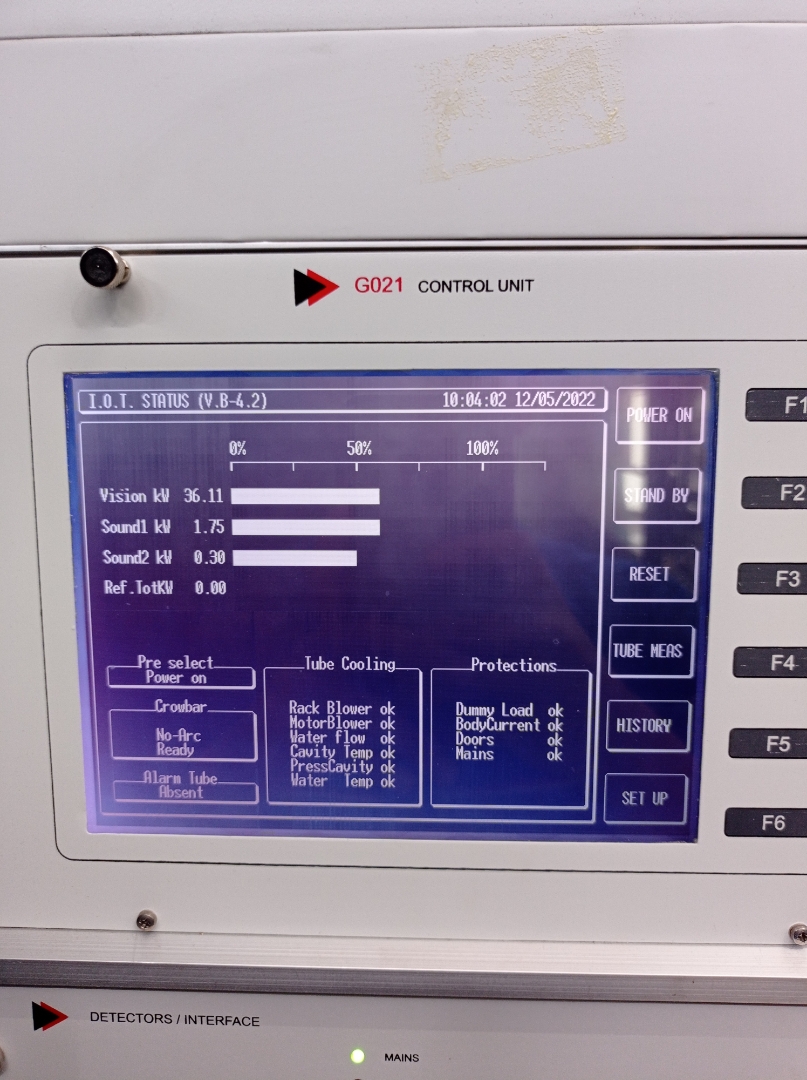 G021 CONTROL UNIT
I.O.T. STATUS (V.B-4.2) 10:04:02 12/05/2022
0% 50% 100%
Vision kW 36.11
Sound1 kW 1.75
Sound2 kW 0.30
Ref.TotKW 0.00
Pre select
Power on
Crowbar
No-Arc
Ready
Alarm Tube
Absent
Tube Cooling
Rack Blower ok
MotorBlower ok
Water flow ok
Cavity Temp ok
PressCavity ok
Water Temp ok
Protections
Dummy Load ok
BodyCurrent ok
Doors ok
Mains ok
POWER ON
STAND BY
RESET
TUBE MEAS
HISTORY
SET UP
F1
F2
F3
F4
F5
F6
DETECTORS / INTERFACE
MAINS